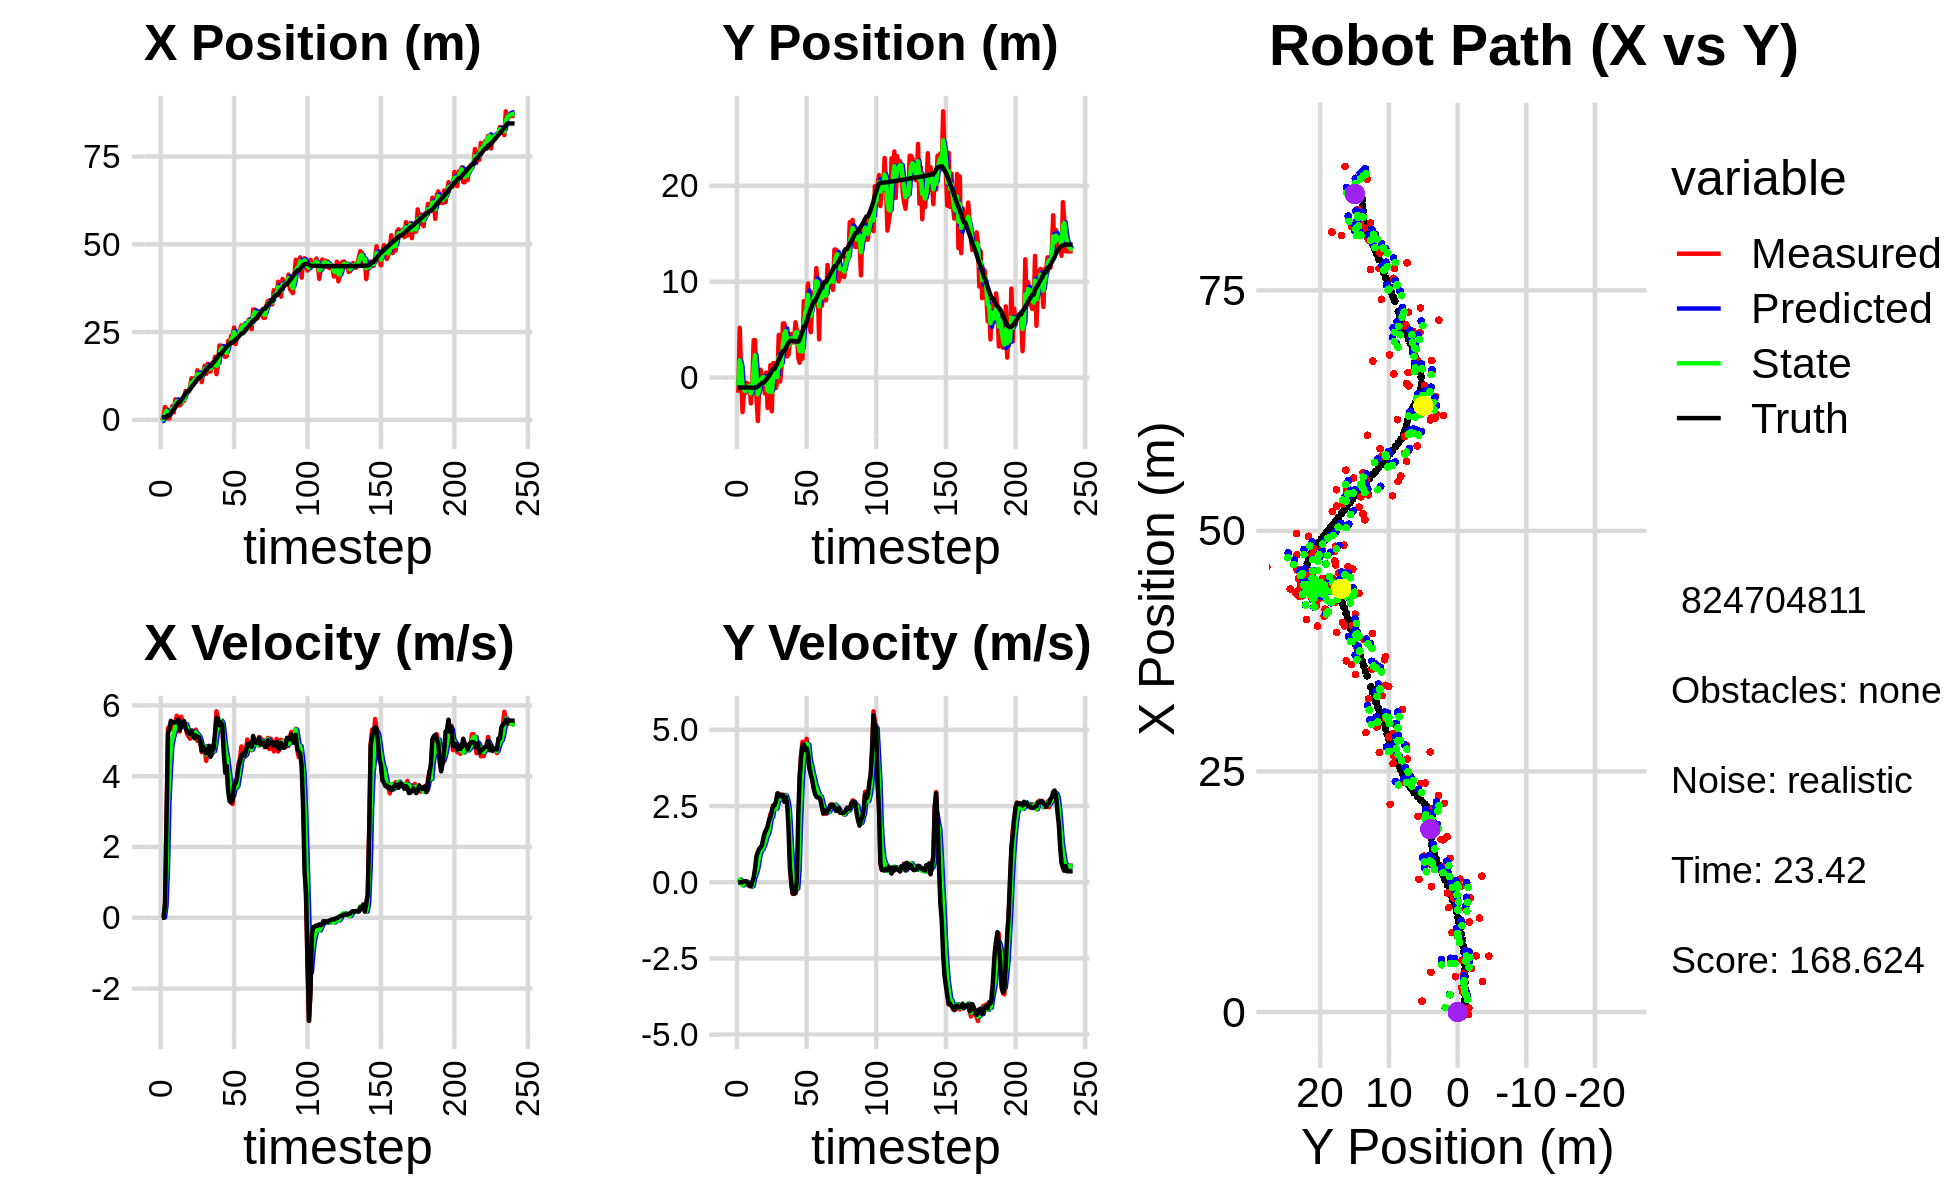 X Position (m)
75
50
25
0
0 50 100 150 200 250
timestep
Y Position (m)
20
10
0
0 50 100 150 200 250
timestep
X Velocity (m/s)
6
4
2
0
-2
0 50 100 150 200 250
timestep
Y Velocity (m/s)
5.0
2.5
0.0
-2.5
-5.0
0 50 100 150 200 250
timestep
Robot Path (X vs Y)
X Position (m)
75
50
25
0
20 10 0 -10 -20
Y Position (m)
variable
Measured
Predicted
State
Truth
824704811
Obstacles: none
Noise: realistic
Time: 23.42
Score: 168.624